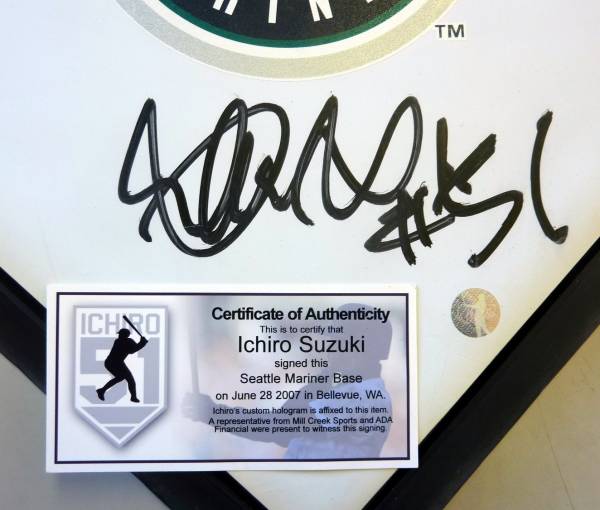 TM
#51
ICHIRO
51
Certificate of Authenticity
This is to certify that
Ichiro Suzuki
signed this
Seattle Mariner Base
on June 28 2007 in Bellevue, WA.
Ichiro's custom hologram is affixed to this item.
A representative from Mill Creek Sports and ADA
Financial were present to witness this signing.